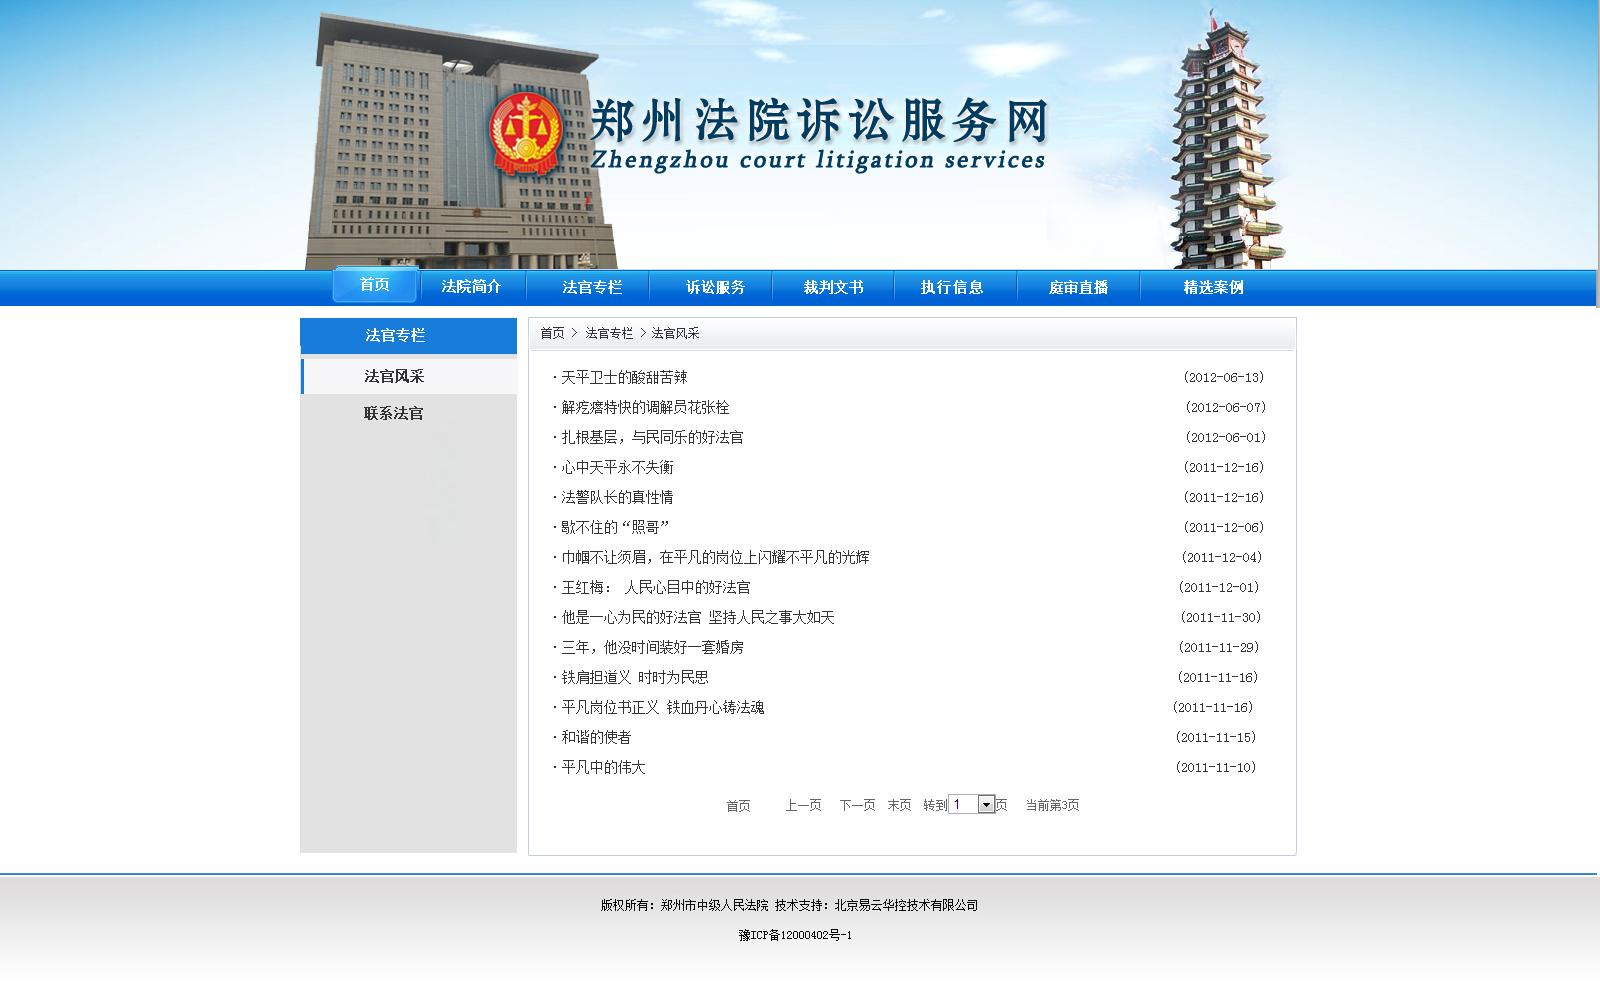 郑州法院诉讼服务网
Zhengzhou court litigation services
首页 法院简介 法官专栏 诉讼服务 裁判文书 执行信息 庭审直播 精选案例
法官专栏
法官风采
联系法官
首页 > 法官专栏 > 法官风采
·天平卫士的酸甜苦辣 (2012-06-13)
·解疙瘩特快的调解员花张栓 (2012-06-07)
·扎根基层，与民同乐的好法官 (2012-06-01)
·心中天平永不失衡 (2011-12-16)
·法警队长的真性情 (2011-12-16)
·歇不住的“照哥” (2011-12-06)
·巾帼不让须眉，在平凡的岗位上闪耀不平凡的光辉 (2011-12-04)
·王红梅： 人民心目中的好法官 (2011-12-01)
·他是一心为民的好法官 坚持人民之事大如天 (2011-11-30)
·三年，他没时间装好一套婚房 (2011-11-29)
·铁肩担道义 时时为民思 (2011-11-16)
·平凡岗位书正义 铁血丹心铸法魂 (2011-11-16)
·和谐的使者 (2011-11-15)
·平凡中的伟大 (2011-11-10)
首页 上一页 下一页 末页 转到 1 页 当前第3页
版权所有：郑州市中级人民法院 技术支持：北京易云华控技术有限公司
豫ICP备12000402号-1